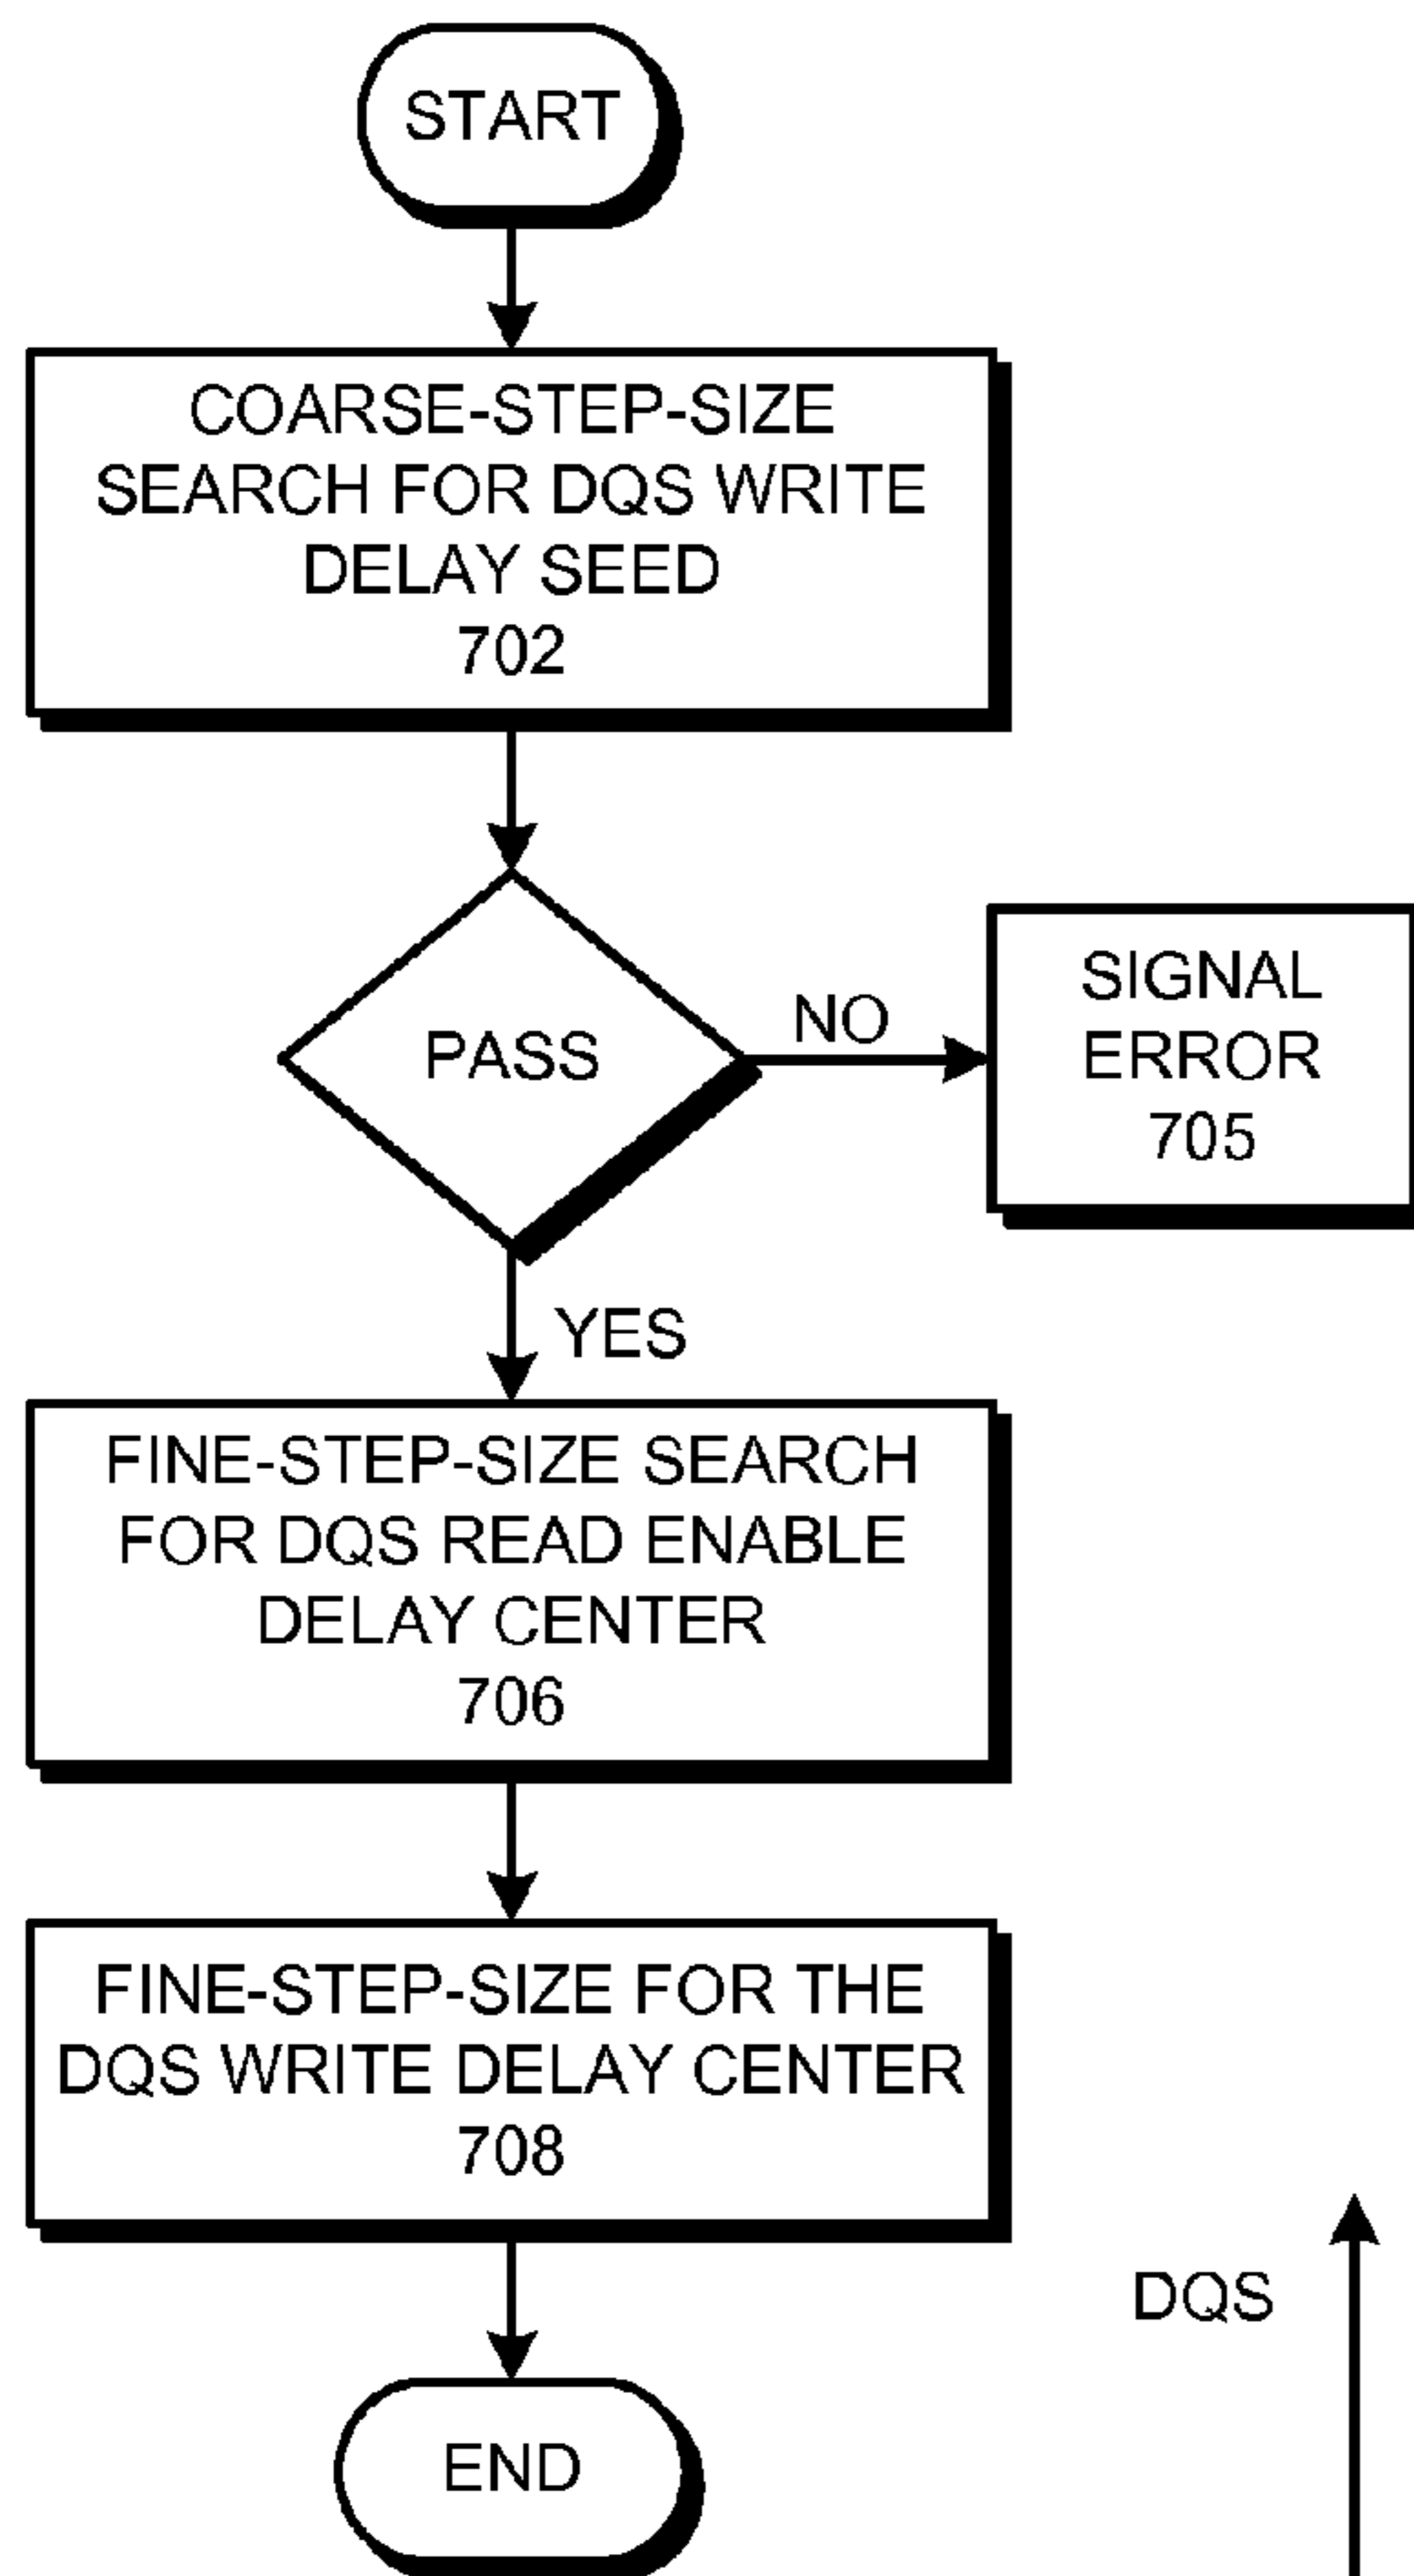 START
COARSE-STEP-SIZE
SEARCH FOR DQS WRITE
DELAY SEED
702
PASS
NO
SIGNAL
ERROR
705
YES
FINE-STEP-SIZE SEARCH
FOR DQS READ ENABLE
DELAY CENTER
706
FINE-STEP-SIZE FOR THE
DQS WRITE DELAY CENTER
708
DQS
END